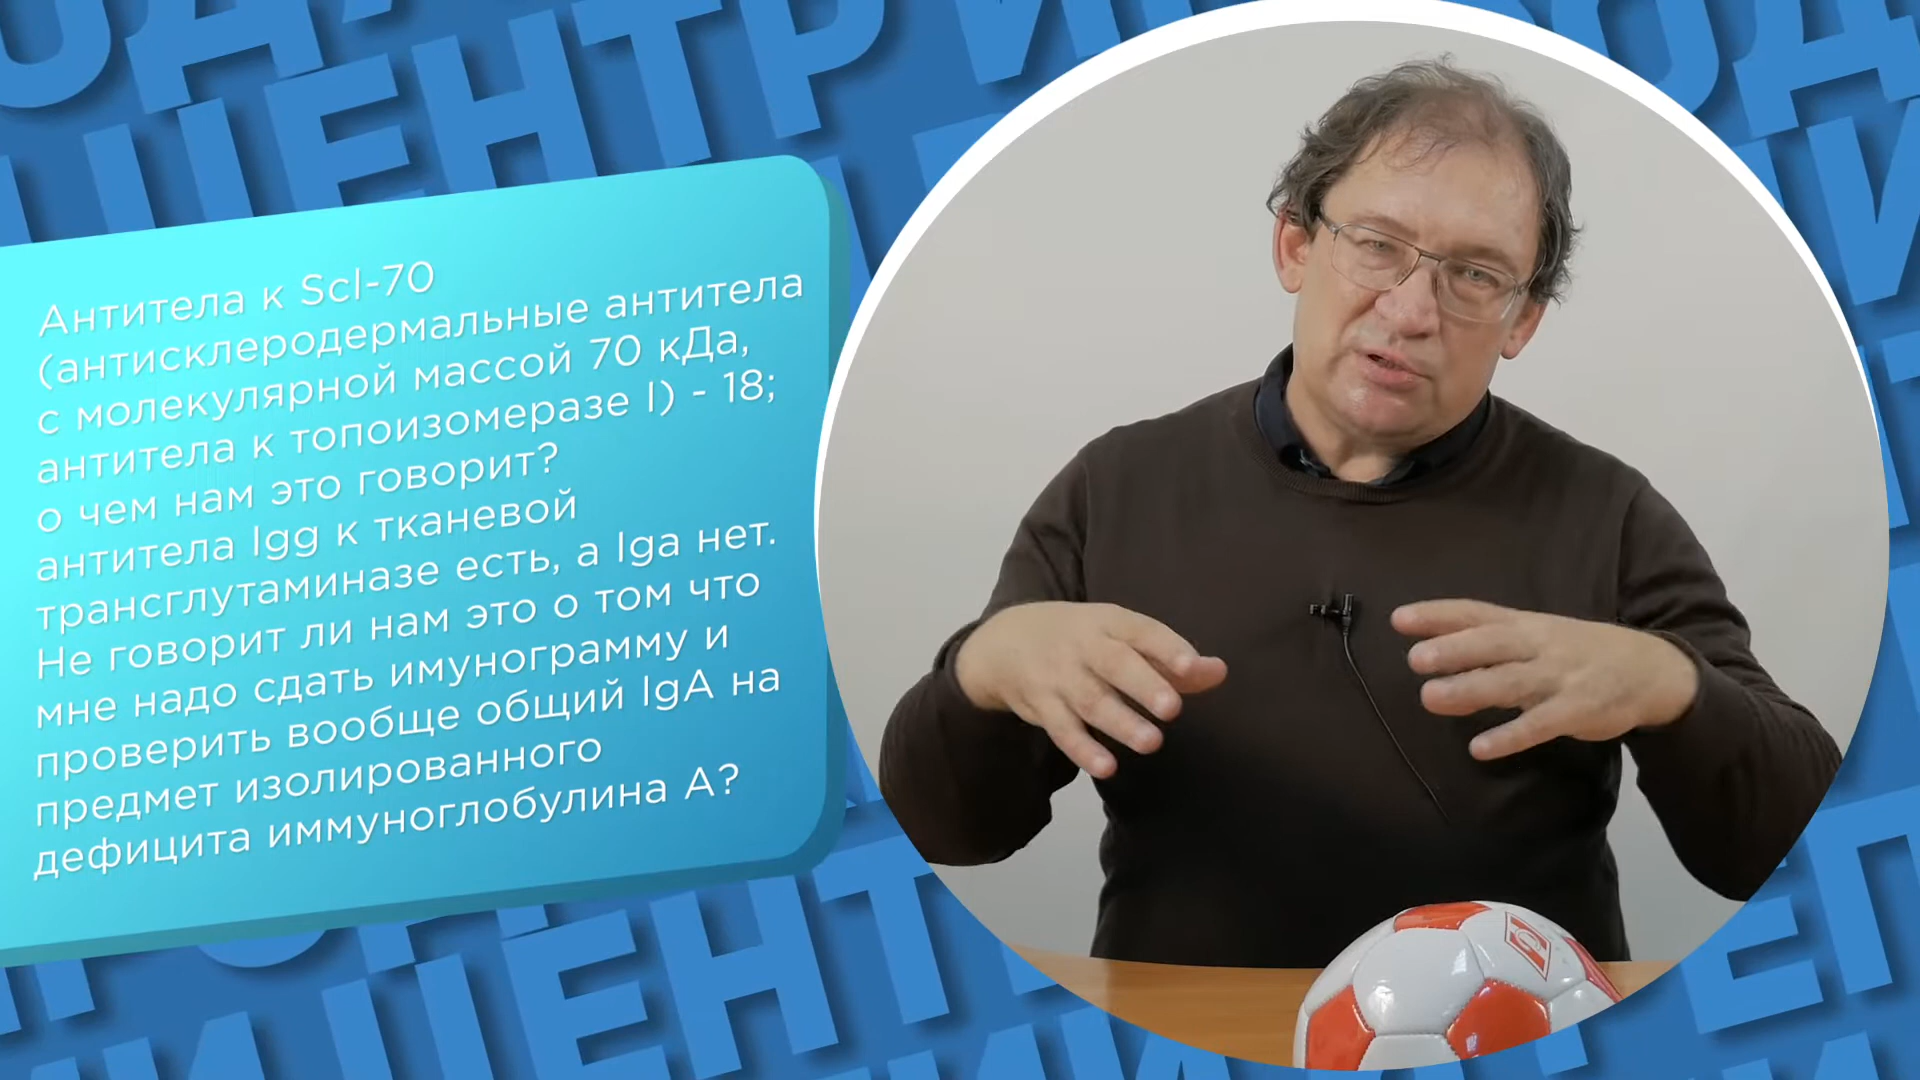 Антитела к Scl-70
(антисклеродермальные антитела
с молекулярной массой 70 кДа,
антитела к топоизомеразе I) - 18;
о чем нам это говорит?
антитела Igg к тканевой
трансглутаминазе есть, а Iga нет.
Не говорит ли нам это о том что
мне надо сдать имунограмму и
проверить вообще общий IgA на
предмет изолированного
дефицита иммуноглобулина А?